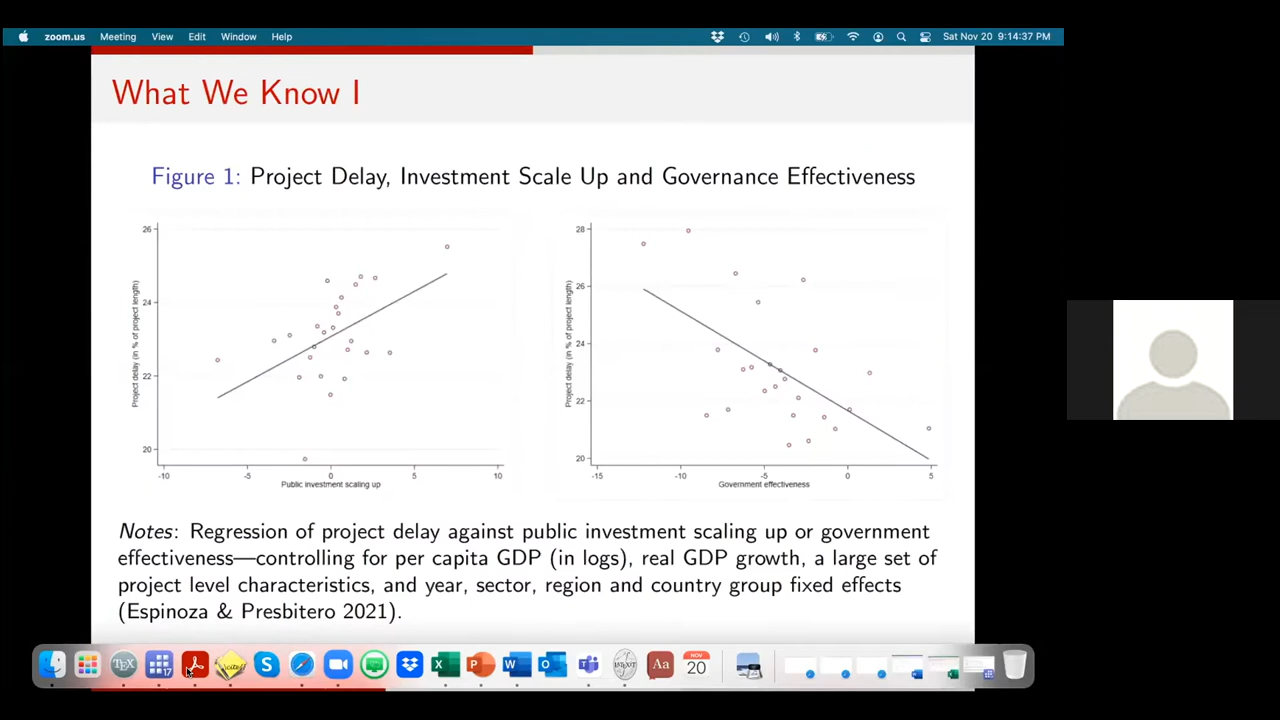 zoom.us Meeting View Edit Window Help Sat Nov 20 9:14:37 PM
What We Know I
Figure 1: Project Delay, Investment Scale Up and Governance Effectiveness
Project delay (in % of project length)
26
24
22
20
-10 -5 0 5 10
Public investment scaling up
Project delay (in % of project length)
28
26
24
22
20
-15 -10 -5 0 5
Government effectiveness
Notes: Regression of project delay against public investment scaling up or government
effectiveness—controlling for per capita GDP (in logs), real GDP growth, a large set of
project level characteristics, and year, sector, region and country group fixed effects
(Espinoza & Presbitero 2021).
TEX 17 S X P W O Aa NOV
20